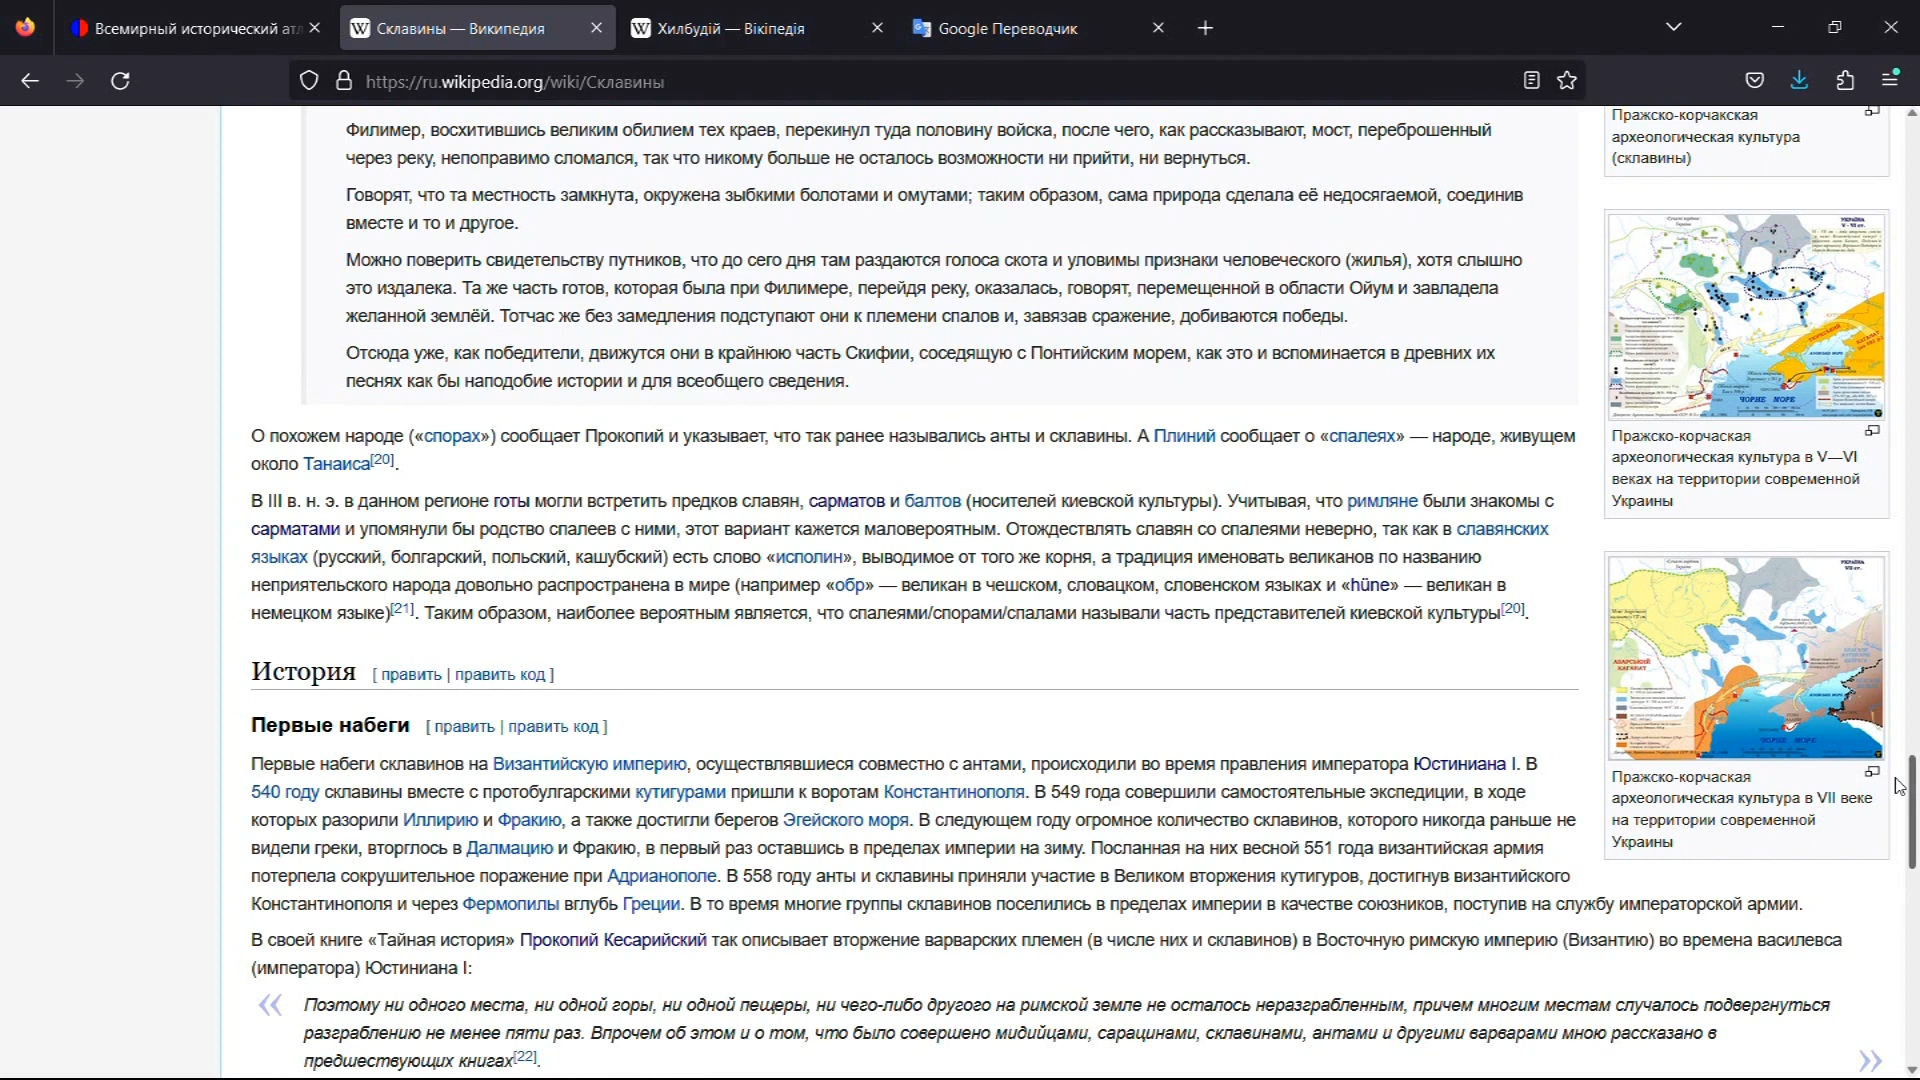 Всемирный исторический атл
Склавины — Википедия
Хилбудій — Вікіпедія
Google Переводчик
https://ru.wikipedia.org/wiki/Склавины
Филимер, восхитившись великим обилием тех краев, перекинул туда половину войска, после чего, как рассказывают, мост, переброшенный
через реку, непоправимо сломался, так что никому больше не осталось возможности ни прийти, ни вернуться.
Говорят, что та местность замкнута, окружена зыбкими болотами и омутами; таким образом, сама природа сделала её недосягаемой, соединив
вместе и то и другое.
Можно поверить свидетельству путников, что до сего дня там раздаются голоса скота и уловимы признаки человеческого (жилья), хотя слышно
это издалека. Та же часть готов, которая была при Филимере, перейдя реку, оказалась, говорят, перемещенной в области Ойум и завладела
желанной землёй. Тотчас же без замедления подступают они к племени спалов и, завязав сражение, добиваются победы.
Отсюда уже, как победители, движутся они в крайнюю часть Скифии, соседящую с Понтийским морем, как это и вспоминается в древних их
песнях как бы наподобие истории и для всеобщего сведения.
О похожем народе («спорах») сообщает Прокопий и указывает, что так ранее назывались анты и склавины. А Плиний сообщает о «спалеях» — народе, живущем
около Танаиса[20].
В III в. н. э. в данном регионе готы могли встретить предков славян, сарматов и балтов (носителей киевской культуры). Учитывая, что римляне были знакомы с
сарматами и упомянули бы родство спалеев с ними, этот вариант кажется маловероятным. Отождествлять славян со спалеями неверно, так как в славянских
языках (русский, болгарский, польский, кашубский) есть слово «исполин», выводимое от того же корня, а традиция именовать великанов по названию
неприятельского народа довольно распространена в мире (например «обр» — великан в чешском, словацком, словенском языках и «hüne» — великан в
немецком языке)[21]. Таким образом, наиболее вероятным является, что спалеями/спорами/спалами называли часть представителей киевской культуры[20].
История [ править | править код ]
Первые набеги [ править | править код ]
Первые набеги склавинов на Византийскую империю, осуществлявшиеся совместно с антами, происходили во время правления императора Юстиниана I. В
540 году склавины вместе с протобулгарскими кутигурами пришли к воротам Константинополя. В 549 года совершили самостоятельные экспедиции, в ходе
которых разорили Иллирию и Фракию, а также достигли берегов Эгейского моря. В следующем году огромное количество склавинов, которого никогда раньше не
видели греки, вторглось в Далмацию и Фракию, в первый раз оставшись в пределах империи на зиму. Посланная на них весной 551 года византийская армия
потерпела сокрушительное поражение при Адрианополе. В 558 году анты и склавины приняли участие в Великом вторжения кутигуров, достигнув византийского
Константинополя и через Фермопилы вглубь Греции. В то время многие группы склавинов поселились в пределах империи в качестве союзников, поступив на службу императорской армии.
В своей книге «Тайная история» Прокопий Кесарийский так описывает вторжение варварских племен (в числе них и склавинов) в Восточную римскую империю (Византию) во времена василевса
(императора) Юстиниана I:
« Поэтому ни одного места, ни одной горы, ни одной пещеры, ни чего-либо другого на римской земле не осталось неразграбленным, причем многим местам случалось подвергнуться
разграблению не менее пяти раз. Впрочем об этом и о том, что было совершено мидийцами, сарацинами, склавинами, антами и другими варварами мною рассказано в
предшествующих книгах[22]. »
Пражско-корчакская
археологическая культура
(склавины)
УКРАЇНА
V - VI ст.
ЧОРНЕ МОРЕ
Пражско-корчаская
археологическая культура в V—VI
веках на территории современной
Украины
УКРАЇНА
VII ст.
АВАРСЬКИЙ
КАГАНАТ
ЧОРНЕ МОРЕ
Пражско-корчаская
археологическая культура в VII веке
на территории современной
Украины